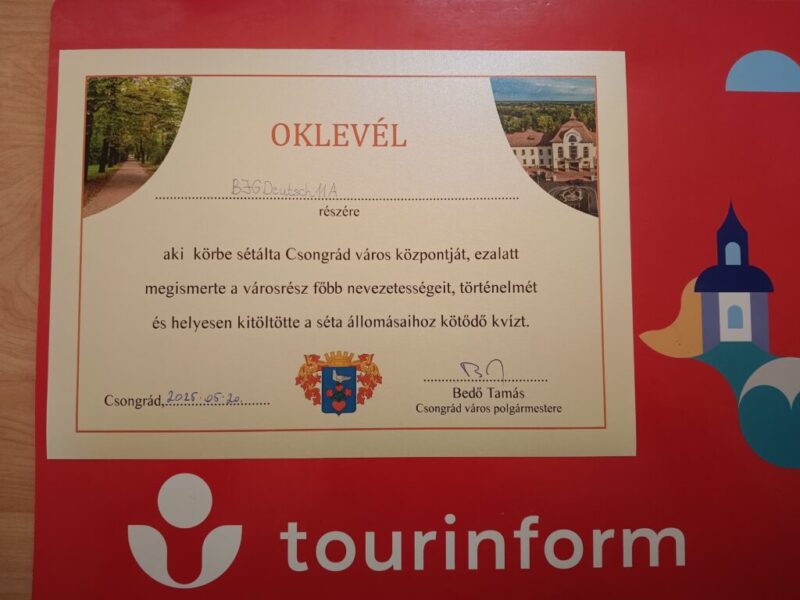 OKLEVÉL
BJG Deutsch 11A
részére
aki körbe sétálta Csongrád város központját, ezalatt
megismerte a városrész főbb nevezetességeit, történelmét
és helyesen kitöltötte a séta állomásaihoz kötődő kvízt.
Csongrád, 2025.05.20.
Bedő Tamás
Csongrád város polgármestere
tourinform